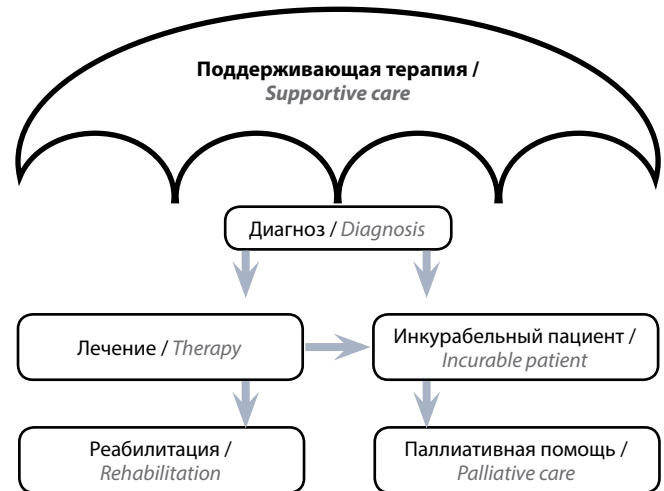 Поддерживающая терапия /
Supportive care
Диагноз / Diagnosis
Лечение / Therapy
Инкурабельный пациент /
Incurable patient
Реабилитация /
Rehabilitation
Паллиативная помощь /
Palliative care